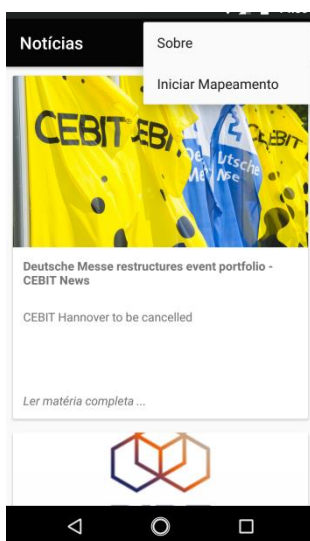 Notícias
Sobre
Iniciar Mapeamento
CEBIT
CEBIT
Deutsche Messe restructures event portfolio -
CEBIT News
CEBIT Hannover to be cancelled
Ler matéria completa ...